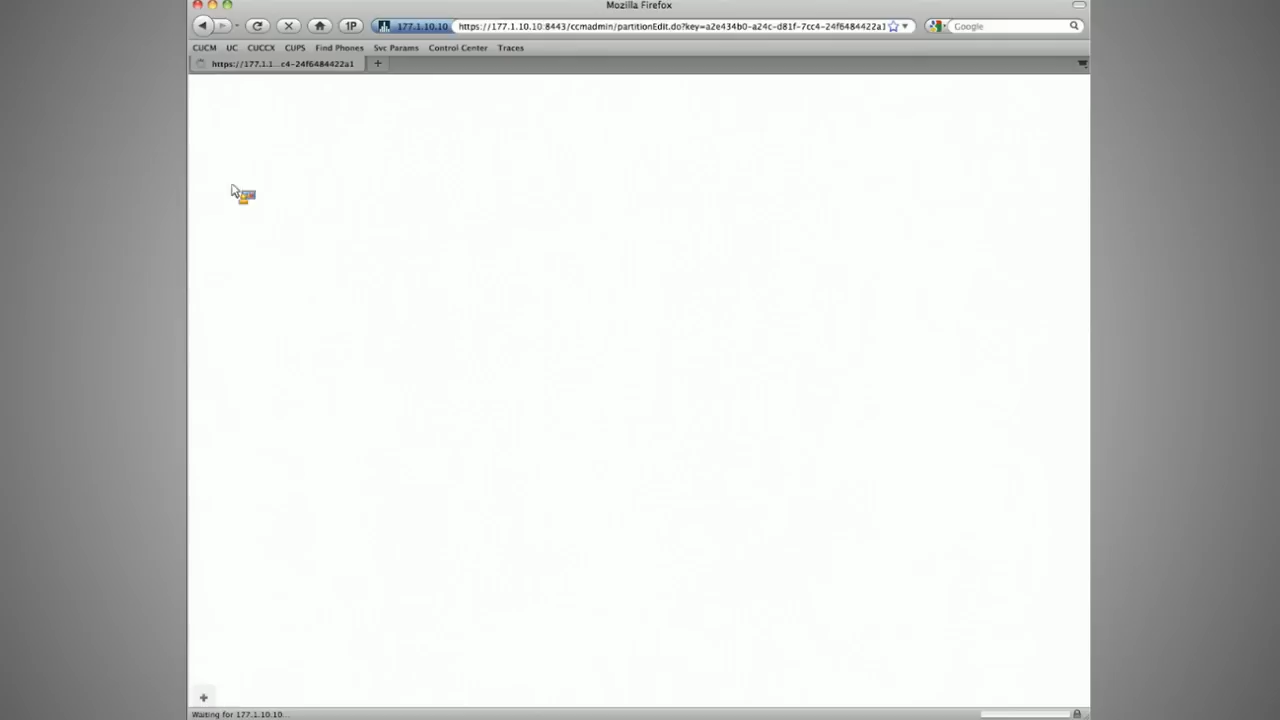 Mozilla Firefox
1P
177.1.10.10
https://177.1.10.10:8443/ccmadmin/partitionEdit.do?key=a2e434b0-a24c-d81f-7cc4-24f6484422a1
Google
CUCM UC CUCCX CUPS Find Phones Svc Params Control Center Traces
https://177.1.1...c4-24f6484422a1
Waiting for 177.1.10.10...